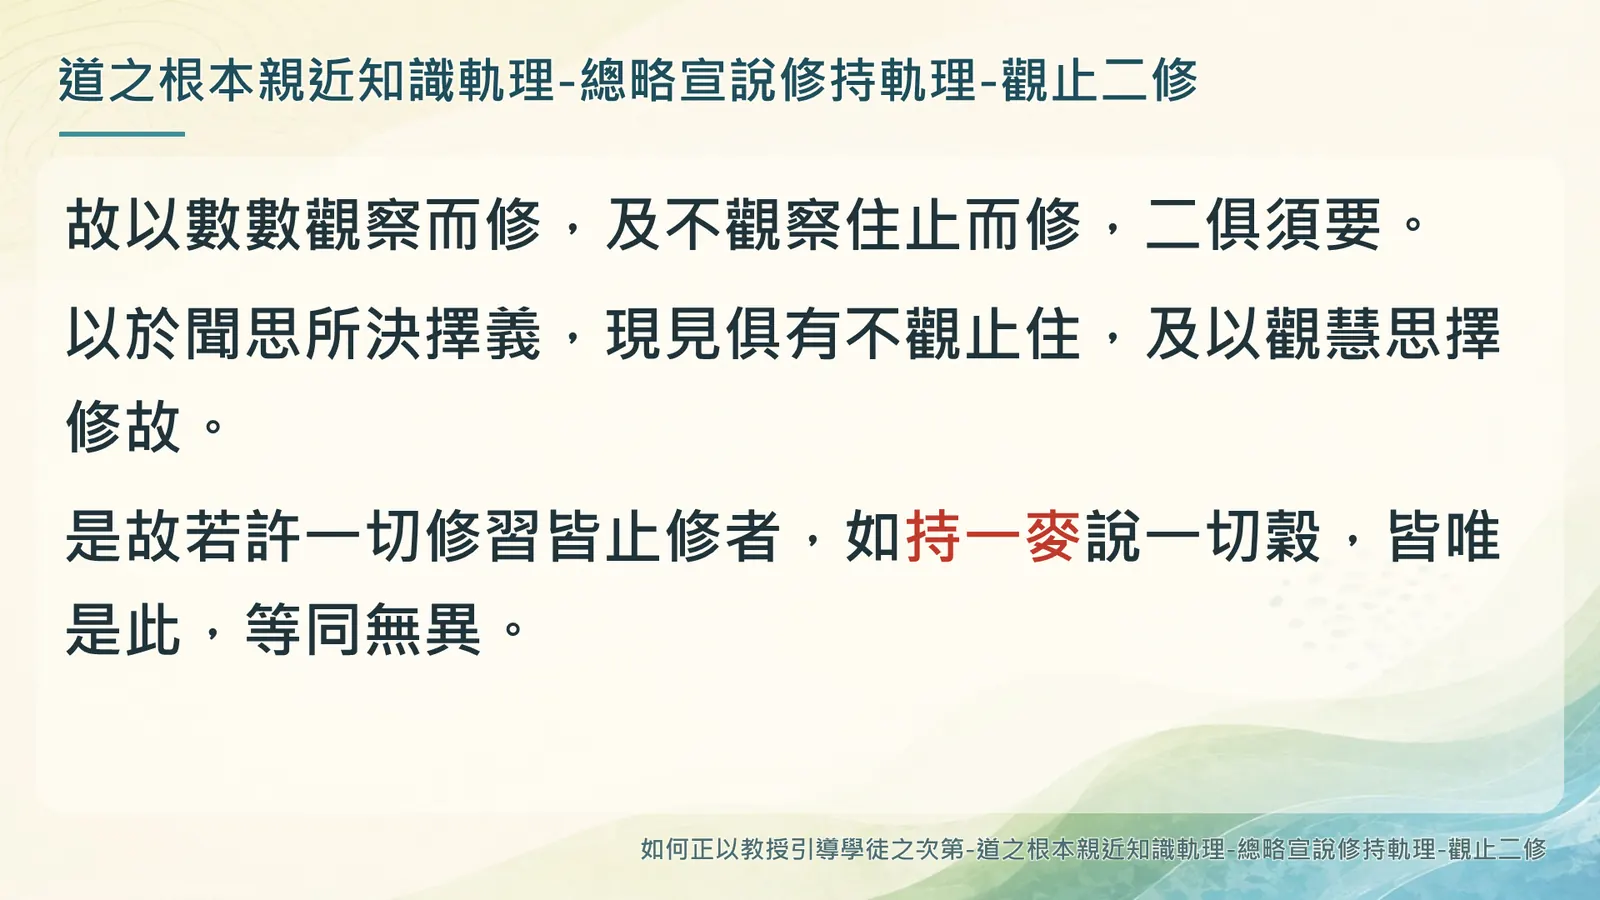 道之根本親近知識軌理-總略宣說修持軌理-觀止二修
故以數數觀察而修，及不觀察住止而修，二俱須要。
以於聞思所決擇義，現見俱有不觀止住，及以觀慧思擇
修故。
是故若許一切修習皆止修者，如持一麥說一切穀，皆唯
是此，等同無異。
如何正以教授引導學徒之次第-道之根本親近知識軌理-總略宣說修持軌理-觀止二修